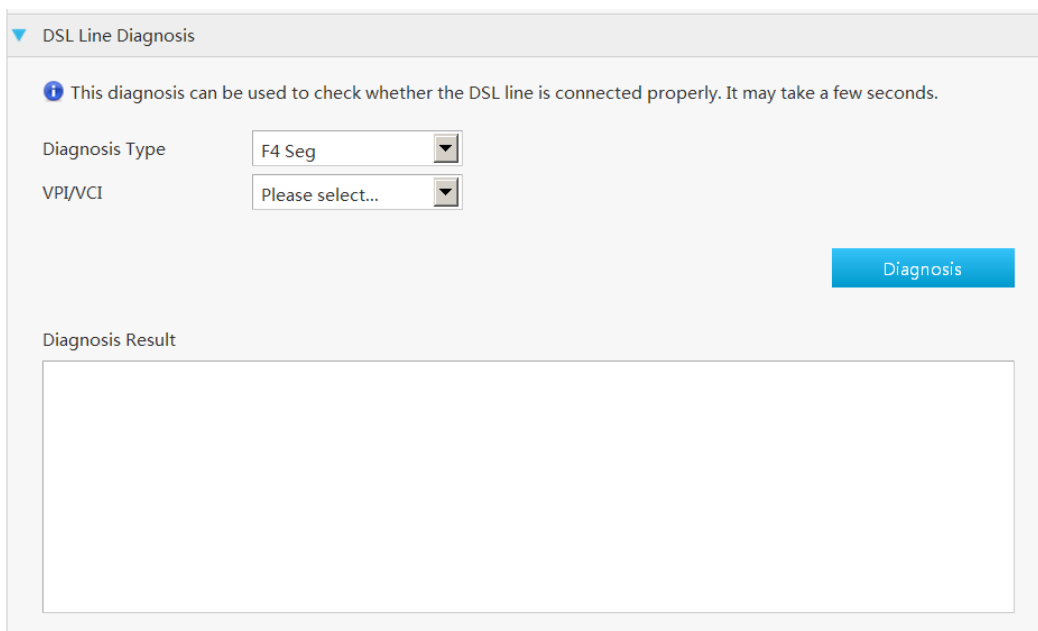 DSL Line Diagnosis
This diagnosis can be used to check whether the DSL line is connected properly. It may take a few seconds.
Diagnosis Type
F4 Seg
VPI/VCI
Please select...
Diagnosis
Diagnosis Result